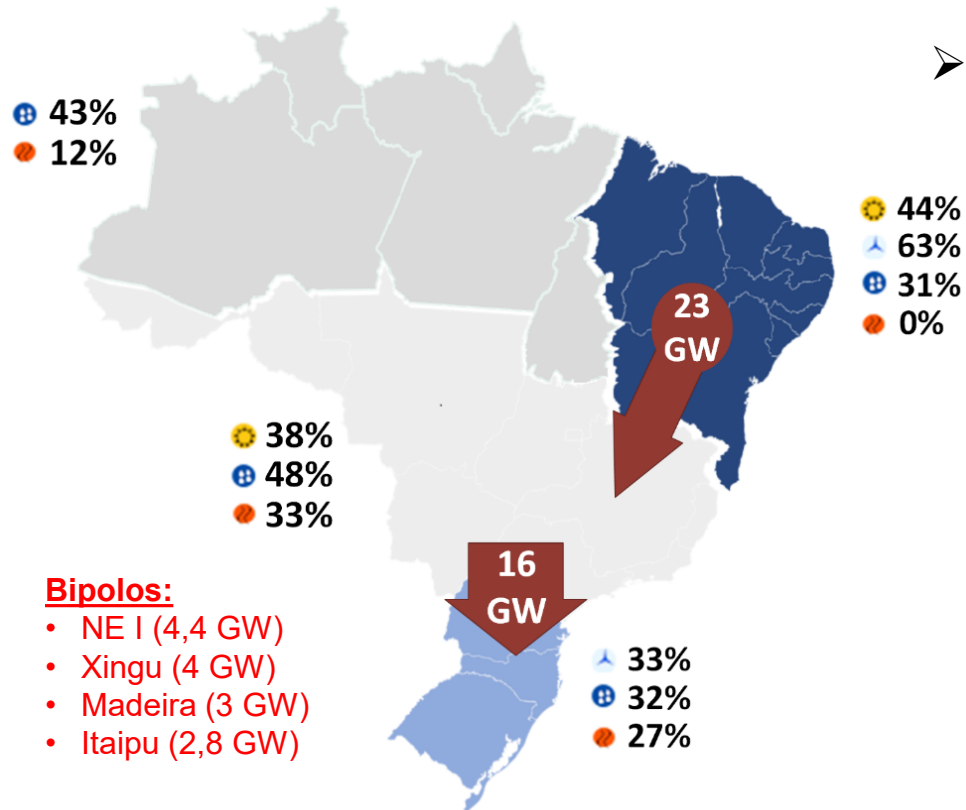 43%
12%
44%
63%
31%
0%
23
GW
38%
48%
33%
16
GW
Bipolos:
• NE I (4,4 GW)
• Xingu (4 GW)
• Madeira (3 GW)
• Itaipu (2,8 GW)
33%
32%
27%